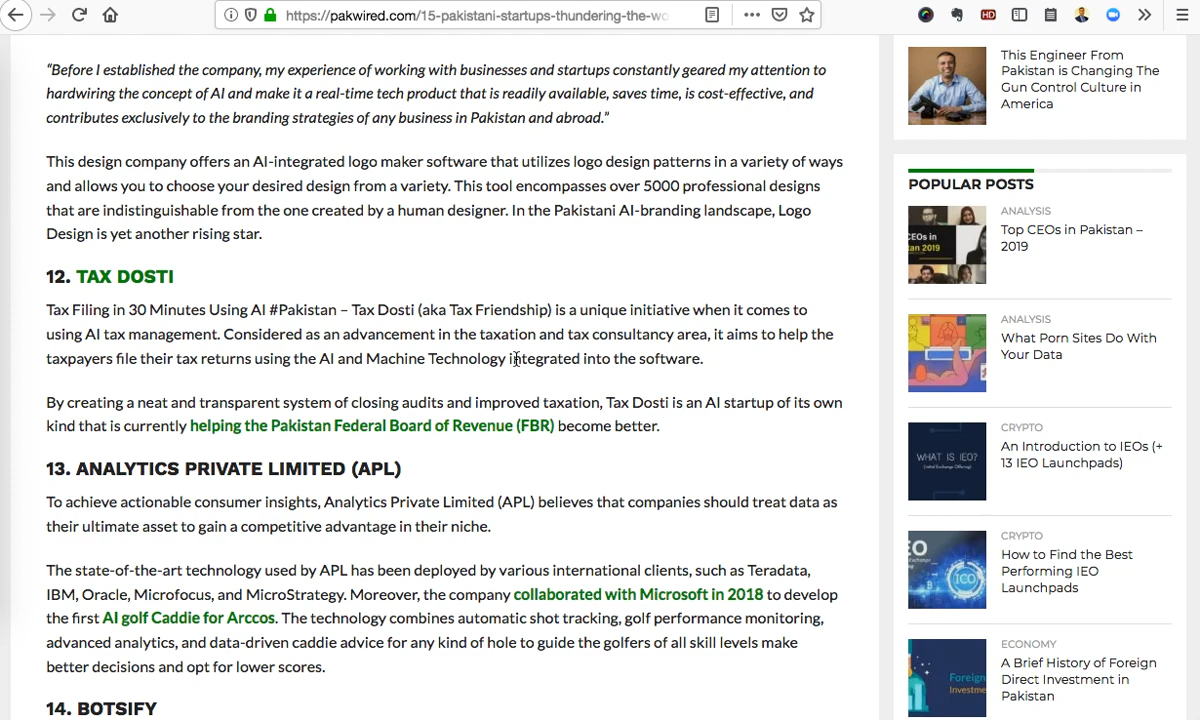 https://pakwired.com/15-pakistani-startups-thundering-the-wo
HD
“Before I established the company, my experience of working with businesses and startups constantly geared my attention to
hardwiring the concept of AI and make it a real-time tech product that is readily available, saves time, is cost-effective, and
contributes exclusively to the branding strategies of any business in Pakistan and abroad.”
This design company offers an AI-integrated logo maker software that utilizes logo design patterns in a variety of ways
and allows you to choose your desired design from a variety. This tool encompasses over 5000 professional designs
that are indistinguishable from the one created by a human designer. In the Pakistani AI-branding landscape, Logo
Design is yet another rising star.
12. TAX DOSTI
Tax Filing in 30 Minutes Using AI #Pakistan – Tax Dosti (aka Tax Friendship) is a unique initiative when it comes to
using AI tax management. Considered as an advancement in the taxation and tax consultancy area, it aims to help the
taxpayers file their tax returns using the AI and Machine Technology integrated into the software.
By creating a neat and transparent system of closing audits and improved taxation, Tax Dosti is an AI startup of its own
kind that is currently helping the Pakistan Federal Board of Revenue (FBR) become better.
13. ANALYTICS PRIVATE LIMITED (APL)
To achieve actionable consumer insights, Analytics Private Limited (APL) believes that companies should treat data as
their ultimate asset to gain a competitive advantage in their niche.
The state-of-the-art technology used by APL has been deployed by various international clients, such as Teradata,
IBM, Oracle, Microfocus, and MicroStrategy. Moreover, the company collaborated with Microsoft in 2018 to develop
the first AI golf Caddie for Arccos. The technology combines automatic shot tracking, golf performance monitoring,
advanced analytics, and data-driven caddie advice for any kind of hole to guide the golfers of all skill levels make
better decisions and opt for lower scores.
14. BOTSIFY
This Engineer From
Pakistan is Changing The
Gun Control Culture in
America
POPULAR POSTS
CEOs in
tan 2019
ANALYSIS
Top CEOs in Pakistan –
2019
ANALYSIS
What Porn Sites Do With
Your Data
WHAT IS IEO?
CRYPTO
An Introduction to IEOs (+
13 IEO Launchpads)
EO
ICO
CRYPTO
How to Find the Best
Performing IEO
Launchpads
Foreign
Investme
ECONOMY
A Brief History of Foreign
Direct Investment in
Pakistan